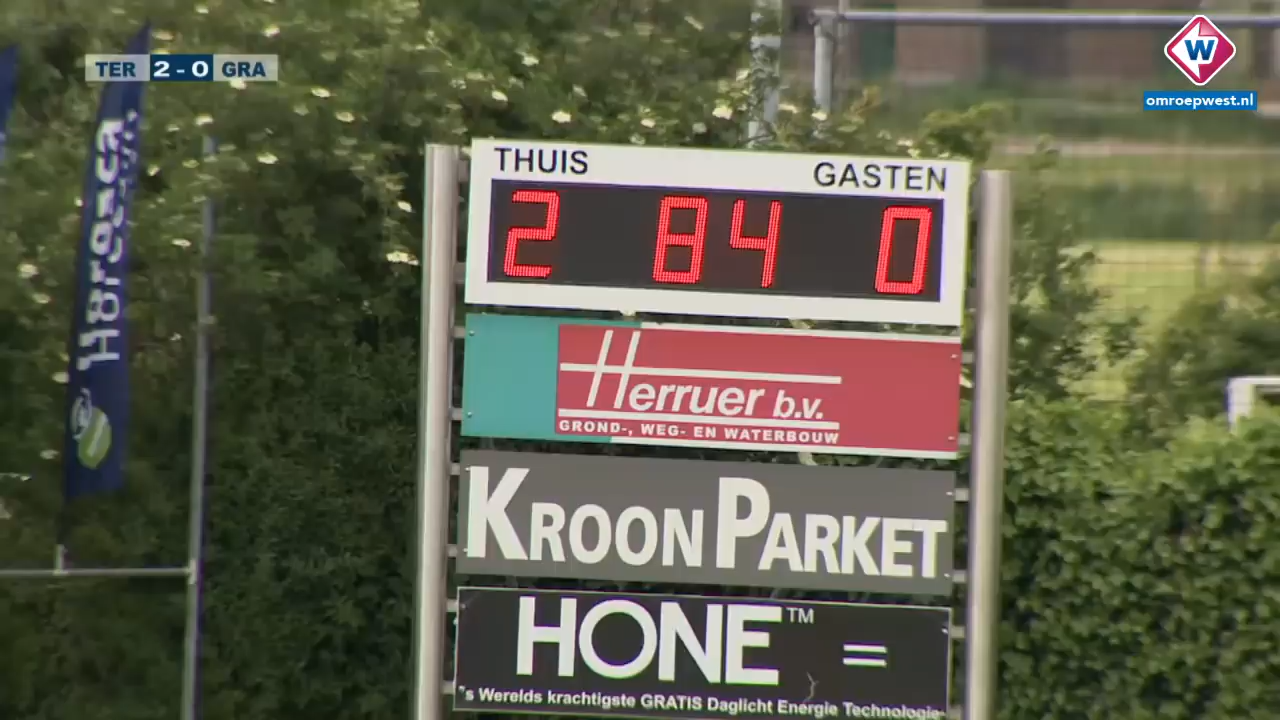 TER 2 - 0 GRA
W
omroepwest.nl
Horeca
THUIS GASTEN
2 84 0
Herruer b.v.
GROND-, WEG- EN WATERBOUW
KROON PARKET
HONE™ =
's Werelds krachtigste GRATIS Daglicht Energie Technologie